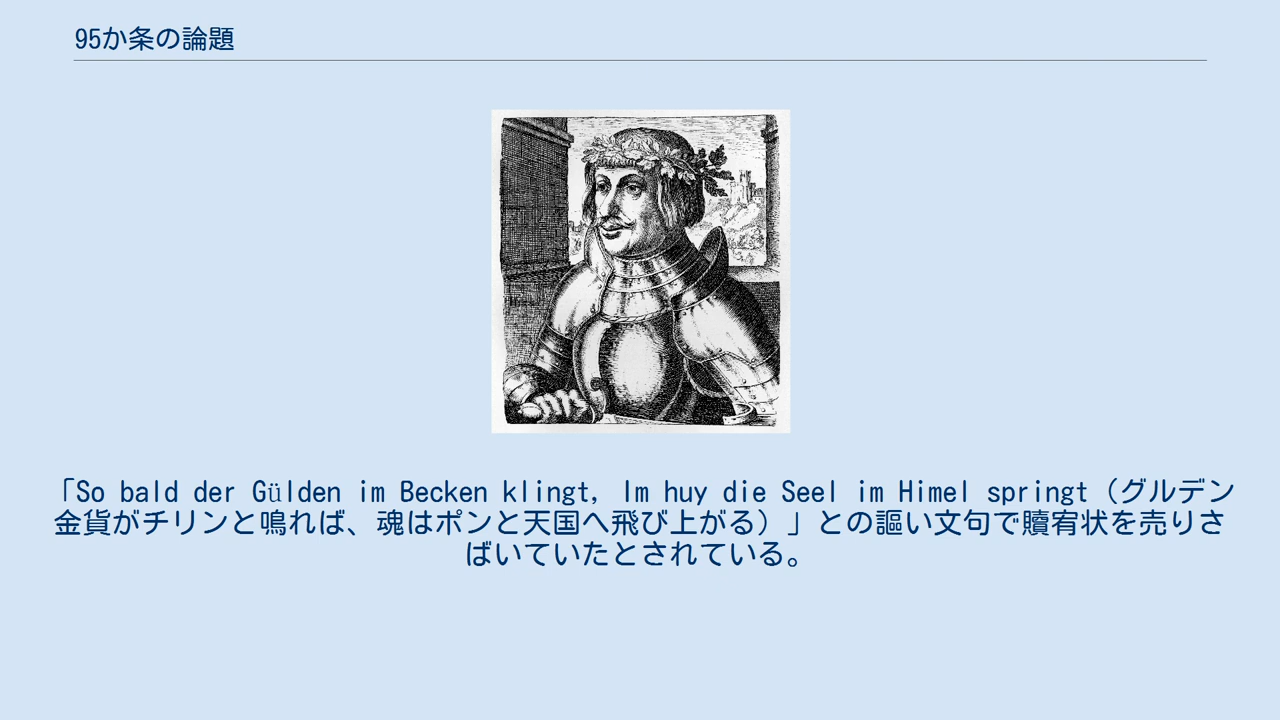 95か条の論題
「So bald der Gülden im Becken klingt, Im huy die Seel im Himel springt（グルデン
金貨がチリンと鳴れば、魂はポンと天国へ飛び上がる）」との謳い文句で贖宥状を売りさ
ばいていたとされている。